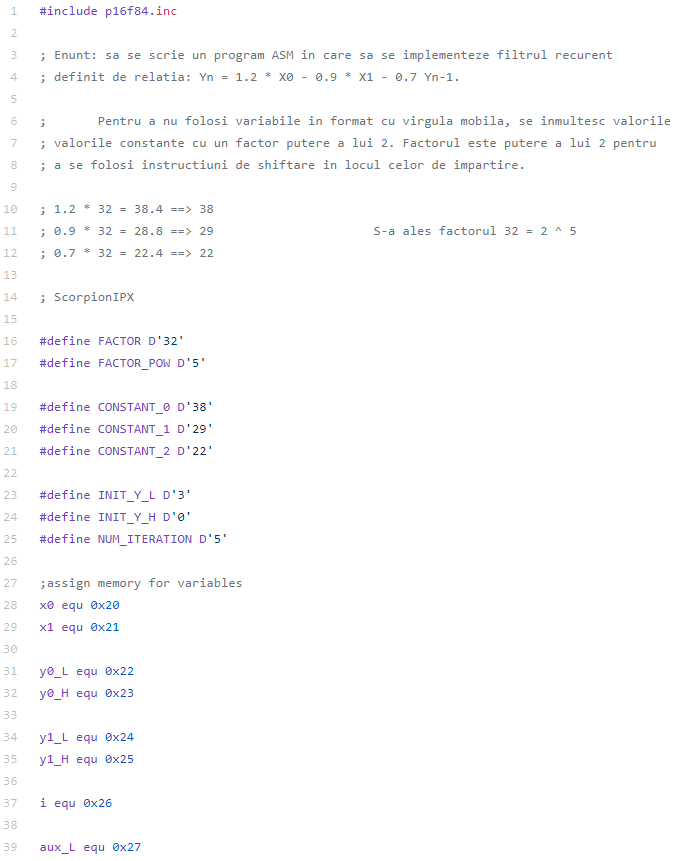 1 #include p16f84.inc
2
3 ; Enunt: sa se scrie un program ASM in care sa se implementeze filtrul recurent
4 ; definit de relatia: Yn = 1.2 * X0 - 0.9 * X1 - 0.7 Yn-1.
5
6 ;       Pentru a nu folosi variabile in format cu virgula mobila, se inmultesc valorile
7 ; valorile constante cu un factor putere a lui 2. Factorul este putere a lui 2 pentru
8 ; a se folosi instructiuni de shiftare in locul celor de impartire.
9
10 ; 1.2 * 32 = 38.4 ==> 38
11 ; 0.9 * 32 = 28.8 ==> 29                      S-a ales factorul 32 = 2 ^ 5
12 ; 0.7 * 32 = 22.4 ==> 22
13
14 ; ScorpionIPX
15
16 #define FACTOR D'32'
17 #define FACTOR_POW D'5'
18
19 #define CONSTANT_0 D'38'
20 #define CONSTANT_1 D'29'
21 #define CONSTANT_2 D'22'
22
23 #define INIT_Y_L D'3'
24 #define INIT_Y_H D'0'
25 #define NUM_ITERATION D'5'
26
27 ;assign memory for variables
28 x0 equ 0x20
29 x1 equ 0x21
30
31 y0_L equ 0x22
32 y0_H equ 0x23
33
34 y1_L equ 0x24
35 y1_H equ 0x25
36
37 i equ 0x26
38
39 aux_L equ 0x27